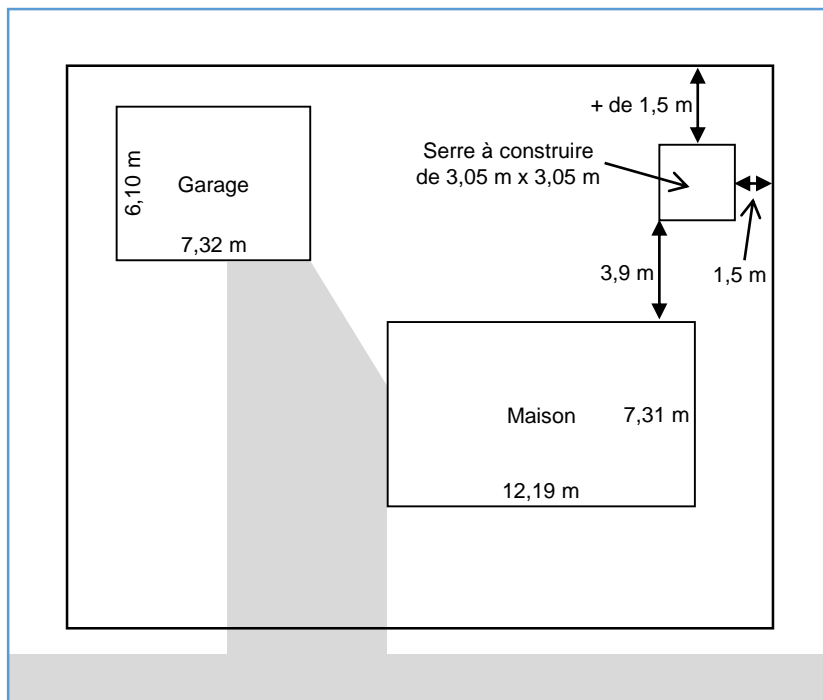 + de 1,5 m
Serre à construire
de 3,05 m x 3,05 m
6,10 m
Garage
7,32 m
3,9 m
1,5 m
Maison
7,31 m
12,19 m